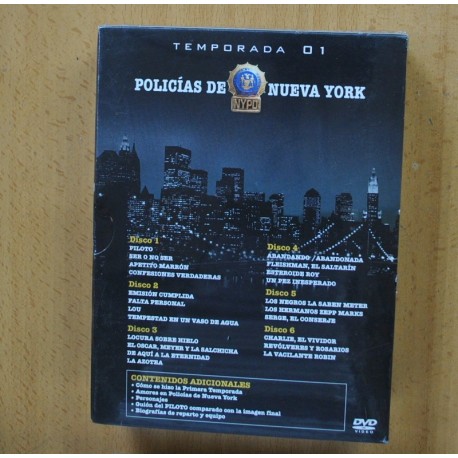 TEMPORADA 01
POLICÍAS DE NUEVA YORK
NYPD
Disco 1
PILOTO
SER O NO SER
APETITO MARRÓN
CONFESIONES VERDADERAS
Disco 2
EMISIÓN CUMPLIDA
FALTA PERSONAL
LOU
TEMPESTAD EN UN VASO DE AGUA
Disco 3
LOCURA SOBRE HIELO
EL OSCAR, MEYER Y LA SALCHICHA
DE AQUÍ A LA ETERNIDAD
LA AZOTRA
Disco 4
ABANDANDO /ABANDONADA
FLEISHMAN, EL SALTARÍN
ESTEROIDE ROY
UN PEZ INESPERADO
Disco 5
LOS NEGROS LA SABEN METER
LOS HERMANOS ZEPP MARKS
SERGE, EL CONSERJE
Disco 6
CHARLIE, EL VIVIDOR
REVÓLVERES Y ROSARIOS
LA VACILANTE ROBIN
CONTENIDOS ADICIONALES
• Cómo se hizo la Primera Temporada
• Amores en Policías de Nueva York
• Personajes
• Guión del PILOTO comparado con la imagen final
• Biografías de reparto y equipo
DVD
VIDEO